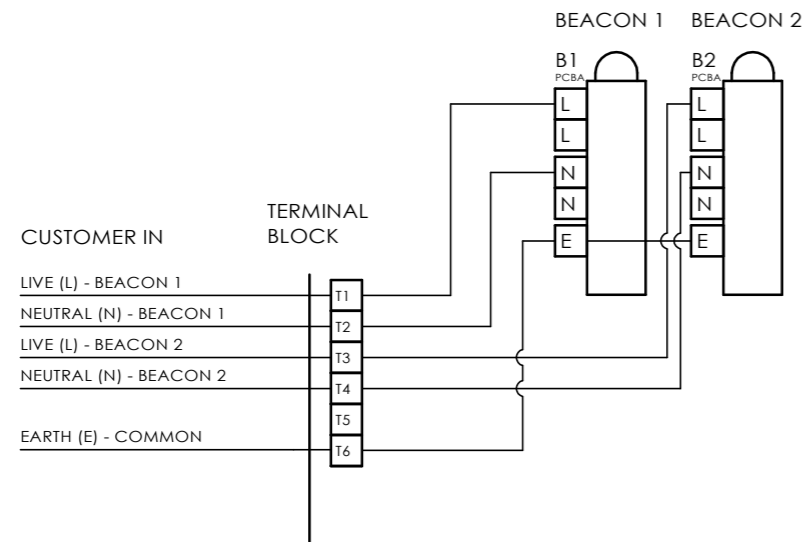 BEACON 1 BEACON 2
B1 B2
PCBA PCBA
L L
L L
N N
N N
E E
TERMINAL
BLOCK
CUSTOMER IN
LIVE (L) - BEACON 1
T1
NEUTRAL (N) - BEACON 1
T2
LIVE (L) - BEACON 2
T3
NEUTRAL (N) - BEACON 2
T4
T5
EARTH (E) - COMMON
T6